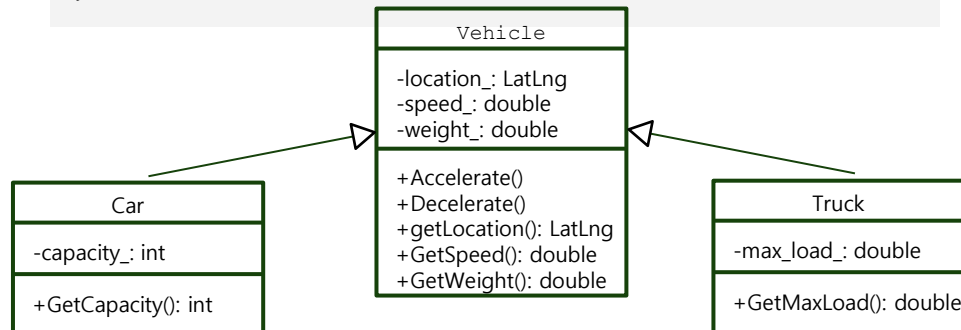 Vehicle
-location_: LatLng
-speed_: double
-weight_: double
+Accelerate()
+Decelerate()
+getLocation(): LatLng
+GetSpeed(): double
+GetWeight(): double
Car
-capacity_: int
+GetCapacity(): int
Truck
-max_load_: double
+GetMaxLoad(): double